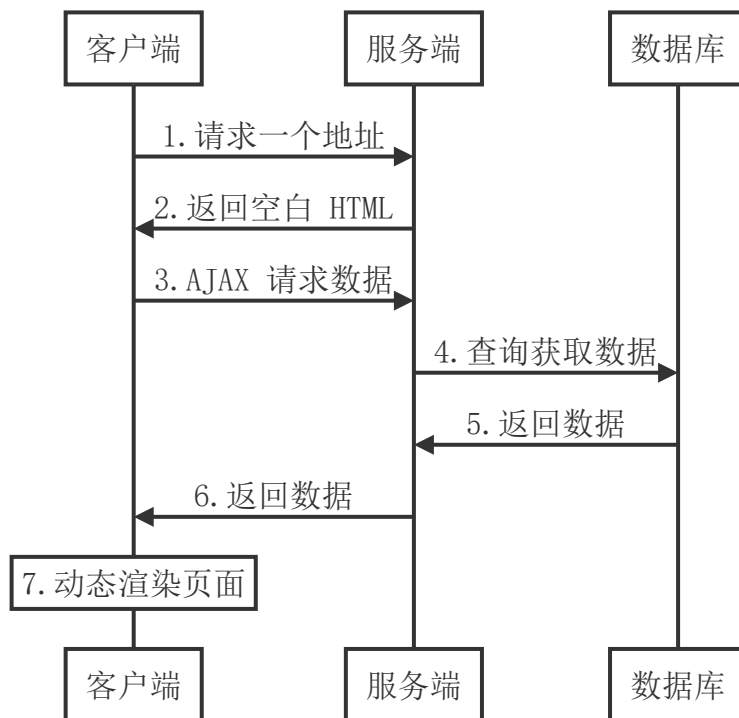 客户端
服务端
数据库
1.请求一个地址
2.返回空白 HTML
3.AJAX 请求数据
4.查询获取数据
5.返回数据
6.返回数据
7.动态渲染页面
客户端
服务端
数据库